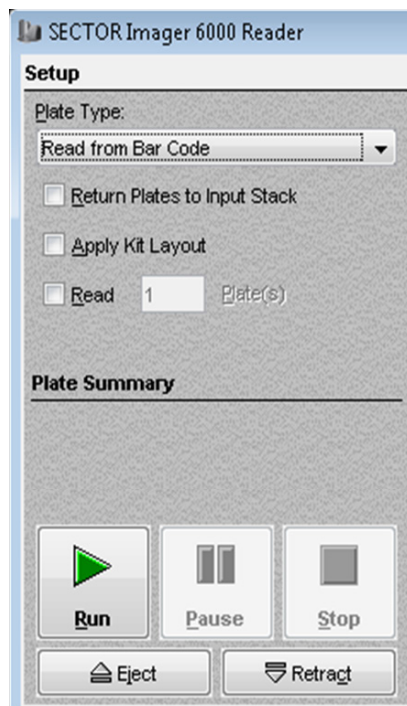 SECTOR Imager 6000 Reader
Setup
Plate Type:
Read from Bar Code
Return Plates to Input Stack
Apply Kit Layout
Read 1 Plate(s)
Plate Summary
Run Pause Stop
Eject Retract